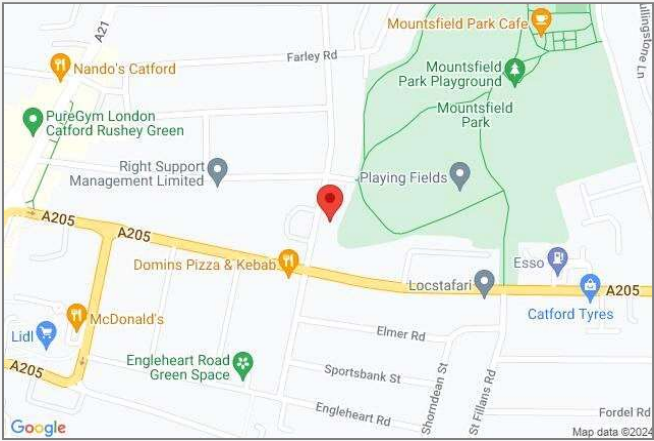 Mountsfield Park Cafe
A21
Farley Rd
Nando's Catford
Mountsfield
Park Playground
Mountsfield
Park
PureGym London
Catford Rushey Green
Right Support
Management Limited
Playing Fields
A205
A205
Domins Pizza & Kebab
Esso
Locstafari
A205
Catford Tyres
McDonald's
Lidl
Elmer Rd
A205
Engleheart Road
Green Space
Sportsbank St
Shorndean St
St Fillans Rd
Engleheart Rd
Fordel Rd
Google
Map data ©2024